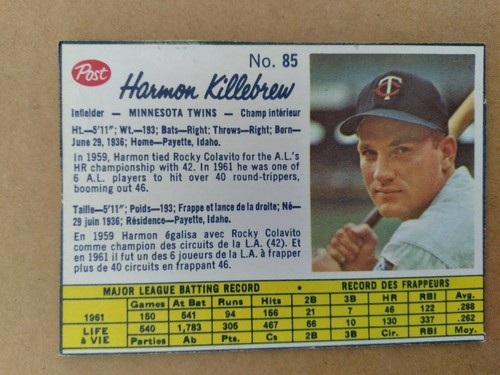 No. 85
Post
Harmon Killebrew
Infielder — MINNESOTA TWINS — Champ intérieur
Ht.—5'11"; Wt.—193; Bats—Right; Throws—Right; Born—
June 29, 1936; Home—Payette, Idaho.
In 1959, Harmon tied Rocky Colavito for the A.L.'s
HR championship with 42. In 1961 he was one of
6 A.L. players to hit over 40 round-trippers,
booming out 46.
Taille—5'11"; Poids—193; Frappe et lance de la droite; Né—
29 juin 1936; Résidence—Payette, Idaho.
En 1959 Harmon égalisa avec Rocky Colavito
comme champion des circuits de la L.A. (42). Et
en 1961 il fut un des 6 joueurs de la L.A. à frapper
plus de 40 circuits en frappant 46.
TC
MAJOR LEAGUE BATTING RECORD • RECORD DES FRAPPEURS
Games At Bat Runs Hits 2B 3B HR RBI Avg.
1961 150 541 94 156 21 7 46 122 .288
LIFE 640 1,783 305 467 66 10 130 337 .262
à VIE Parties Ab Pts. Cs 2B 3B Cir. RBI Moy.